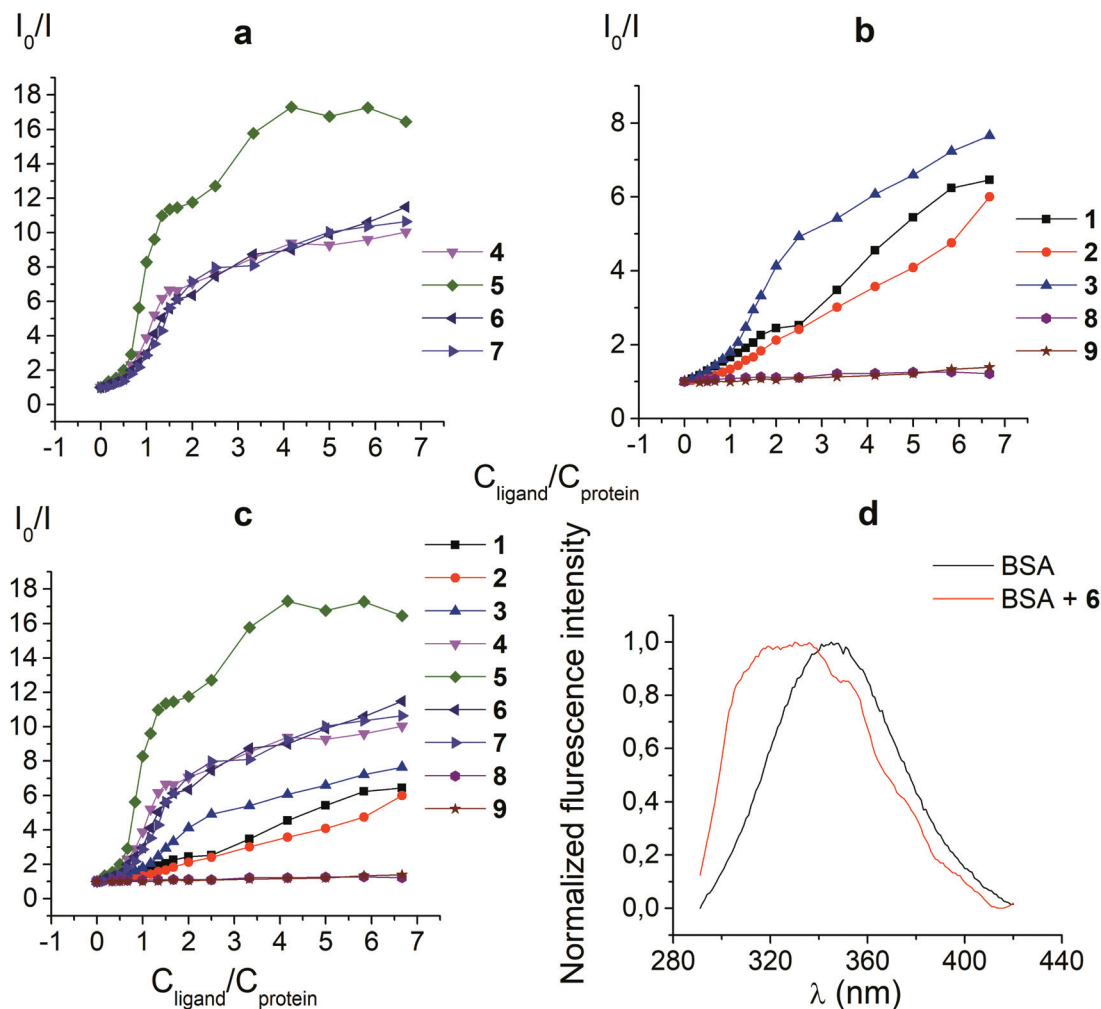 I0/I
a
18
16
14
12
10
8
6
4
2
0
-1 0 1 2 3 4 5 6 7
4
5
6
7
I0/I
b
8
6
4
2
0
-1 0 1 2 3 4 5 6 7
1
2
3
8
9
Cligand/Cprotein
I0/I
c
18
16
14
12
10
8
6
4
2
0
-1 0 1 2 3 4 5 6 7
Cligand/Cprotein
1
2
3
4
5
6
7
8
9
d
Normalized flurescence intensity
BSA
BSA + 6
1,0
0,8
0,6
0,4
0,2
0,0
280 320 360 400 440
λ (nm)